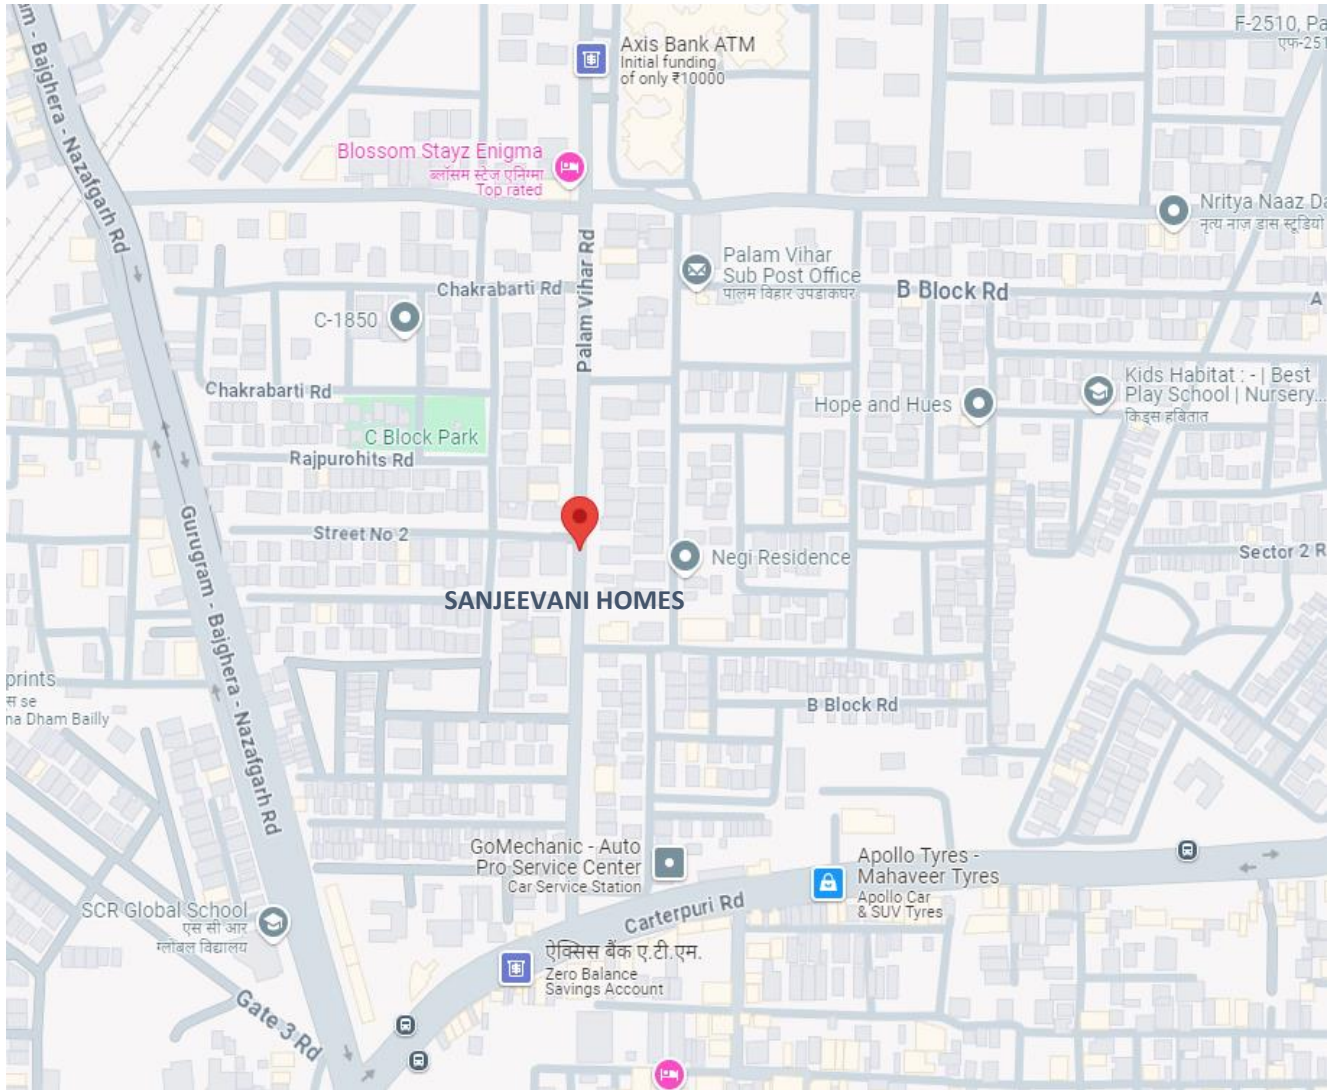 Axis Bank ATM
Initial funding
of only ₹10000
F-2510, Pa
एफ-251
Gurugram - Bajghera - Nazafgarh Rd
Blossom Stayz Enigma
ब्लॉसम स्टेज एनिग्मा
Top rated
Nritya Naaz Da
नृत्य नाज़ डांस स्टूडियो
Palam Vihar Rd
Palam Vihar
Sub Post Office
पालम विहार उपडाकघर
Chakrabarti Rd
B Block Rd
A
C-1850
Chakrabarti Rd
Kids Habitat : - | Best
Play School | Nursery...
किड्स हबितात
Hope and Hues
C Block Park
Rajpurohits Rd
Street No 2
Gurugram - Bajghera - Nazafgarh Rd
Negi Residence
Sector 2 R
SANJEEVANI HOMES
prints
स se
na Dham Bailly
B Block Rd
GoMechanic - Auto
Pro Service Center
Car Service Station
Apollo Tyres -
Mahaveer Tyres
Apollo Car
& SUV Tyres
SCR Global School
एस सी आर
ग्लोबल विद्यालय
Carterpuri Rd
ऐक्सिस बैंक ए.टी.एम.
Zero Balance
Savings Account
Gate 3 Rd